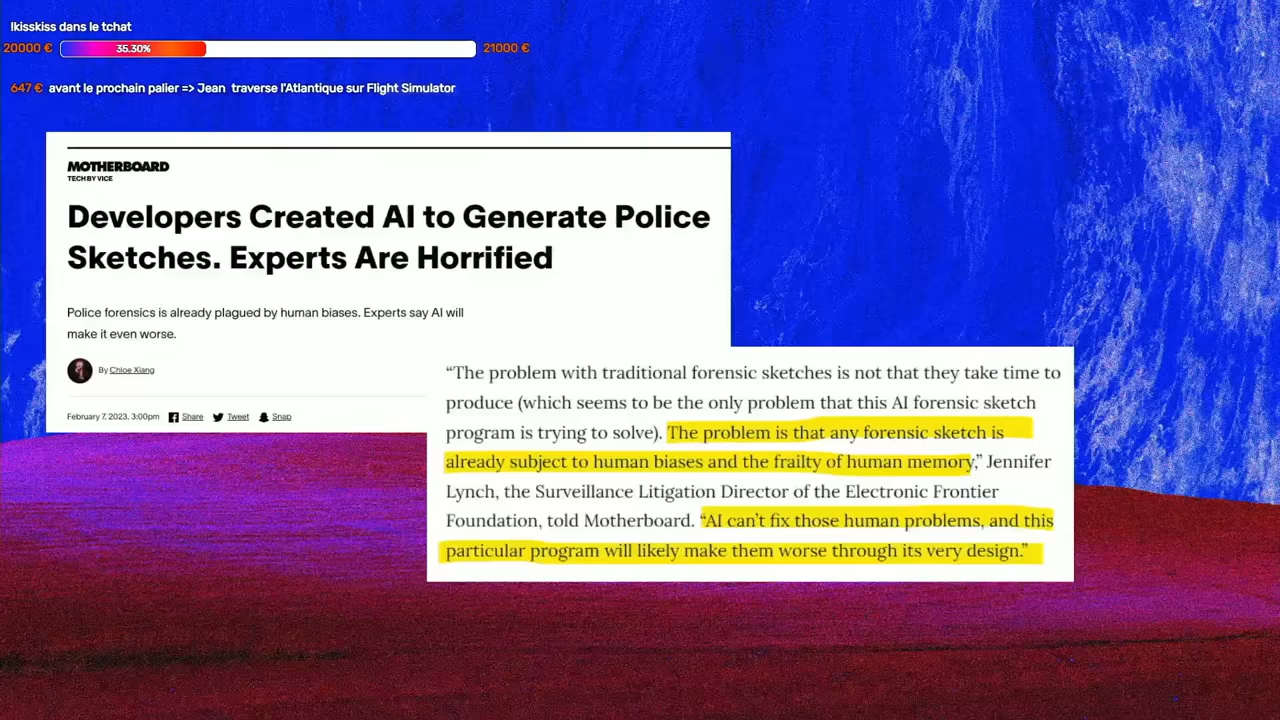 Ikisskiss dans le tchat
20000 €
35.30%
21000 €
647 € avant le prochain palier => Jean traverse l'Atlantique sur Flight Simulator
MOTHERBOARD
TECH BY VICE
Developers Created AI to Generate Police
Sketches. Experts Are Horrified
Police forensics is already plagued by human biases. Experts say AI will
make it even worse.
By Chloe Xiang
February 7, 2023, 3:00pm Share Tweet Snap
“The problem with traditional forensic sketches is not that they take time to
produce (which seems to be the only problem that this AI forensic sketch
program is trying to solve). The problem is that any forensic sketch is
already subject to human biases and the frailty of human memory,” Jennifer
Lynch, the Surveillance Litigation Director of the Electronic Frontier
Foundation, told Motherboard. “AI can’t fix those human problems, and this
particular program will likely make them worse through its very design.”